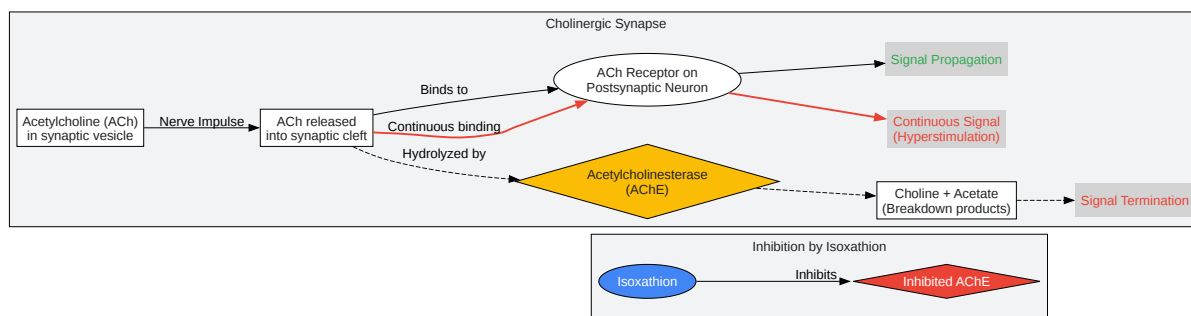 Cholinergic Synapse
Acetylcholine (ACh)
in synaptic vesicle
Nerve Impulse
ACh released
into synaptic cleft
Binds to
Continuous binding
Hydrolyzed by
ACh Receptor on
Postsynaptic Neuron
Signal Propagation
Continuous Signal
(Hyperstimulation)
Acetylcholinesterase
(AChE)
Choline + Acetate
(Breakdown products)
Signal Termination
Inhibition by Isoxathion
Isoxathion
Inhibits
Inhibited AChE